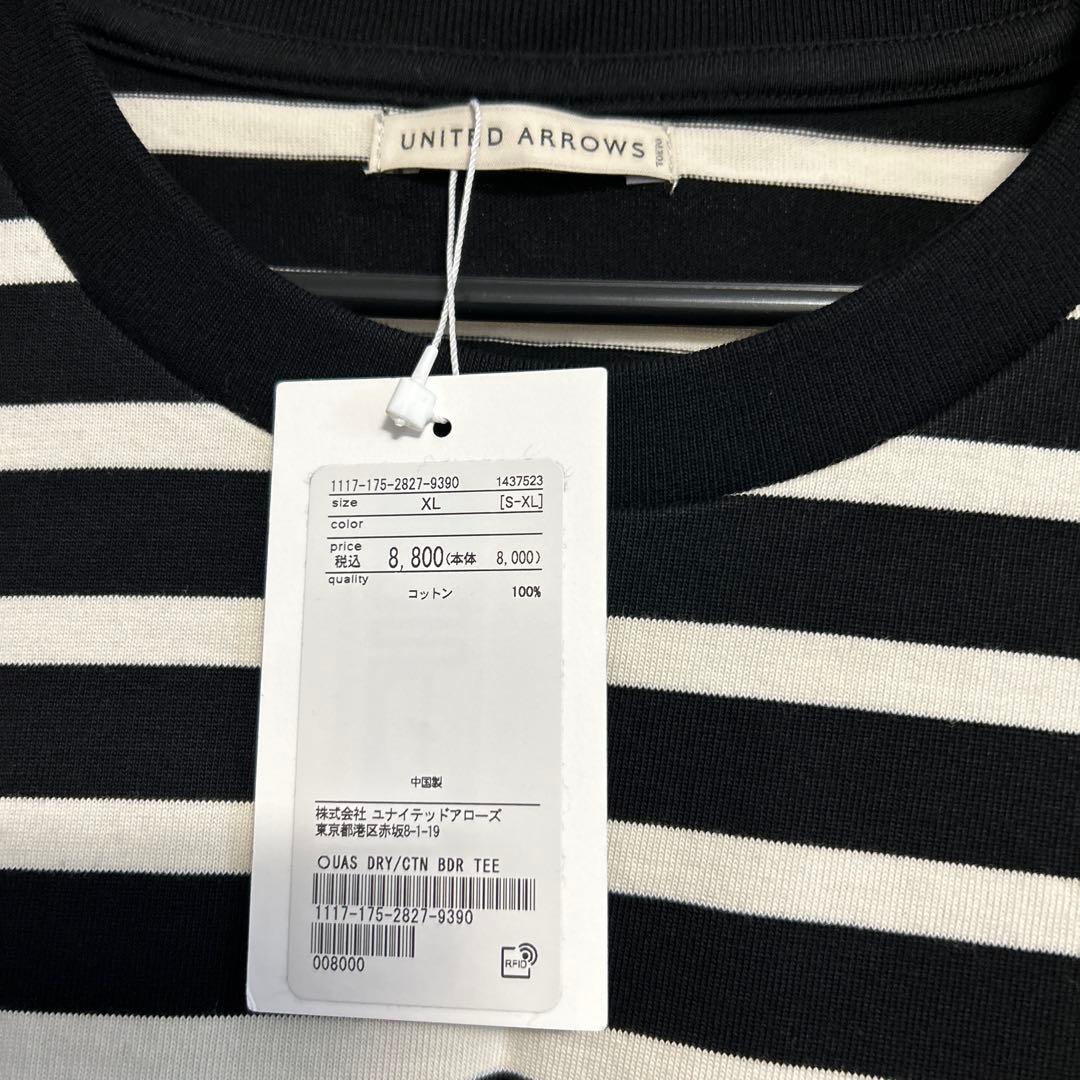 UNITED ARROWS
TOKYO
1117-175-2827-9390 1437523
size XL [S-XL]
color
price
税込 8,800(本体 8,000)
quality
コットン 100%
中国製
株式会社 ユナイテッドアローズ
東京都港区赤坂8-1-19
〇UAS DRY/CTN BDR TEE
1117-175-2827-9390
008000
RFID